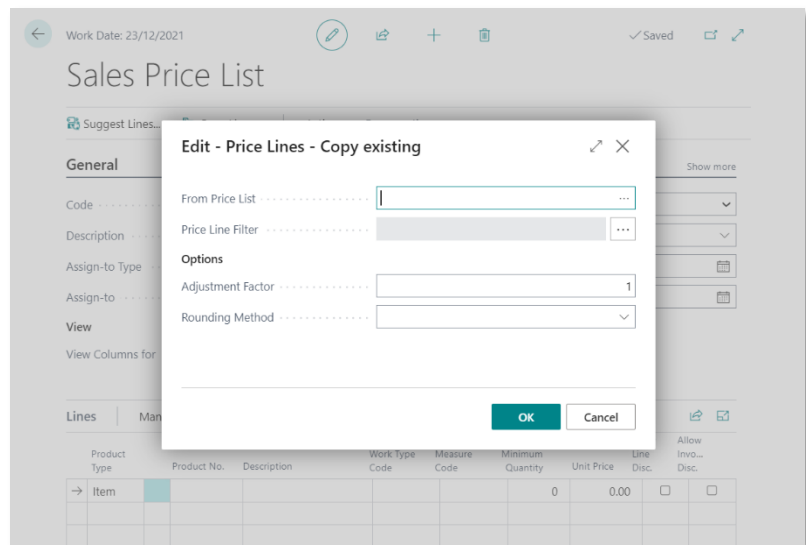 Work Date: 23/12/2021
Saved
Sales Price List
Suggest Lines...
General
Show more
Edit - Price Lines - Copy existing
Code
From Price List
Description
Price Line Filter
Options
Assign-to Type
Adjustment Factor 1
Assign-to
Rounding Method
View
View Columns for
OK Cancel
Lines Man
Product Type Product No. Description Work Type Code Measure Code Minimum Quantity Unit Price Line Disc. Allow Invo... Disc.
Item 0 0.00